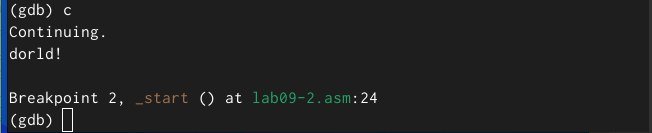 (gdb) c
Continuing.
dorld!
Breakpoint 2, _start () at lab09-2.asm:24
(gdb)